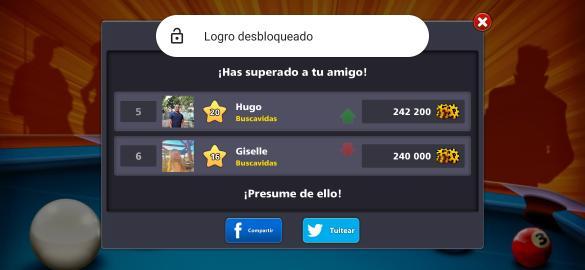 Logro desbloqueado
¡Has superado a tu amigo!
5 20 Hugo 242 200
Buscavidas
6 16 Giselle 240 000
Buscavidas
¡Presume de ello!
Compartir Tuitear
3